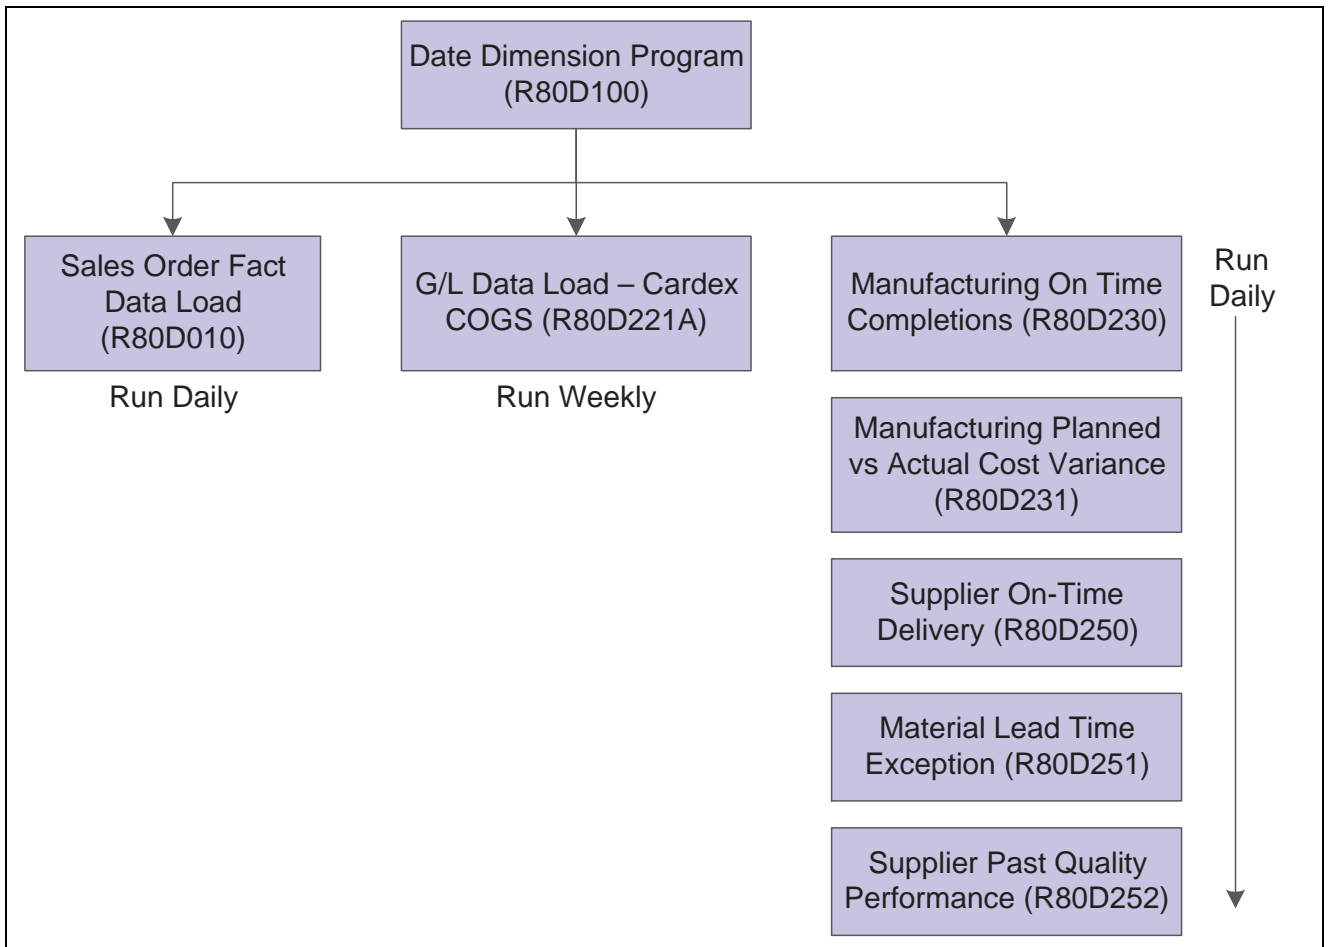 Date Dimension Program
(R80D100)
Sales Order Fact
Data Load
(R80D010)
Run Daily
G/L Data Load – Cardex
COGS (R80D221A)
Run Weekly
Manufacturing On Time
Completions (R80D230)
Run
Daily
Manufacturing Planned
vs Actual Cost Variance
(R80D231)
Supplier On-Time
Delivery (R80D250)
Material Lead Time
Exception (R80D251)
Supplier Past Quality
Performance (R80D252)